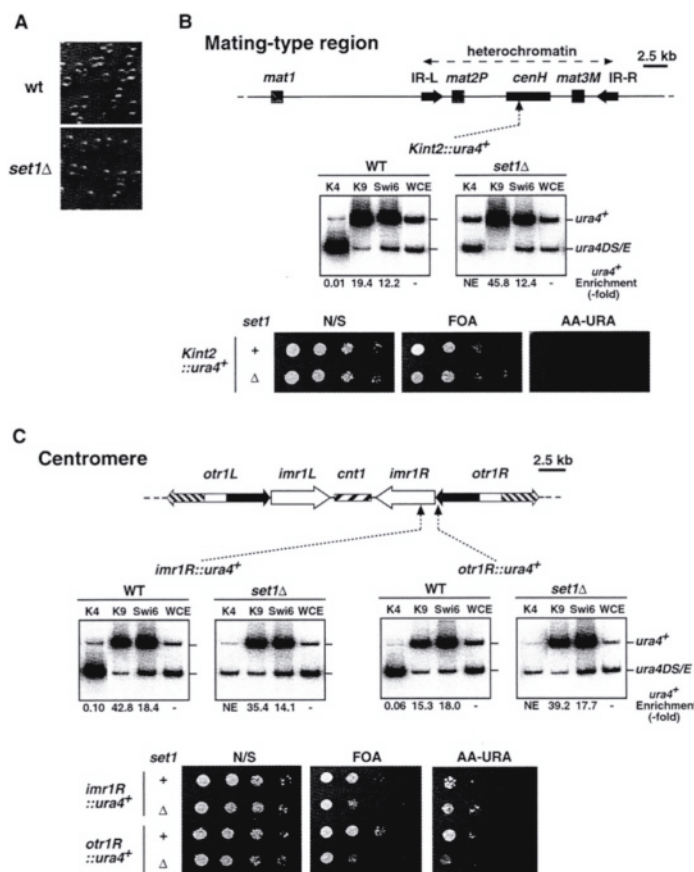 A
wt
set1Δ
B
Mating-type region
heterochromatin
2.5 kb
mat1
IR-L
mat2P
cenH
mat3M
IR-R
Kint2::ura4+
WT
set1Δ
K4 K9 Swi6 WCE
K4 K9 Swi6 WCE
ura4+
ura4DS/E
0.01 19.4 12.2 -
NE 45.8 12.4 -
ura4+
Enrichment
(-fold)
set1
N/S
FOA
AA-URA
Kint2
::ura4+
+
Δ
C
Centromere
2.5 kb
otr1L
imr1L
cnt1
imr1R
otr1R
imr1R::ura4+
otr1R::ura4+
WT
set1Δ
WT
set1Δ
K4 K9 Swi6 WCE
K4 K9 Swi6 WCE
K4 K9 Swi6 WCE
K4 K9 Swi6 WCE
ura4+
ura4DS/E
0.10 42.8 18.4 -
NE 35.4 14.1 -
0.06 15.3 18.0 -
NE 39.2 17.7 -
ura4+
Enrichment
(-fold)
set1
N/S
FOA
AA-URA
imr1R
::ura4+
+
Δ
otr1R
::ura4+
+
Δ